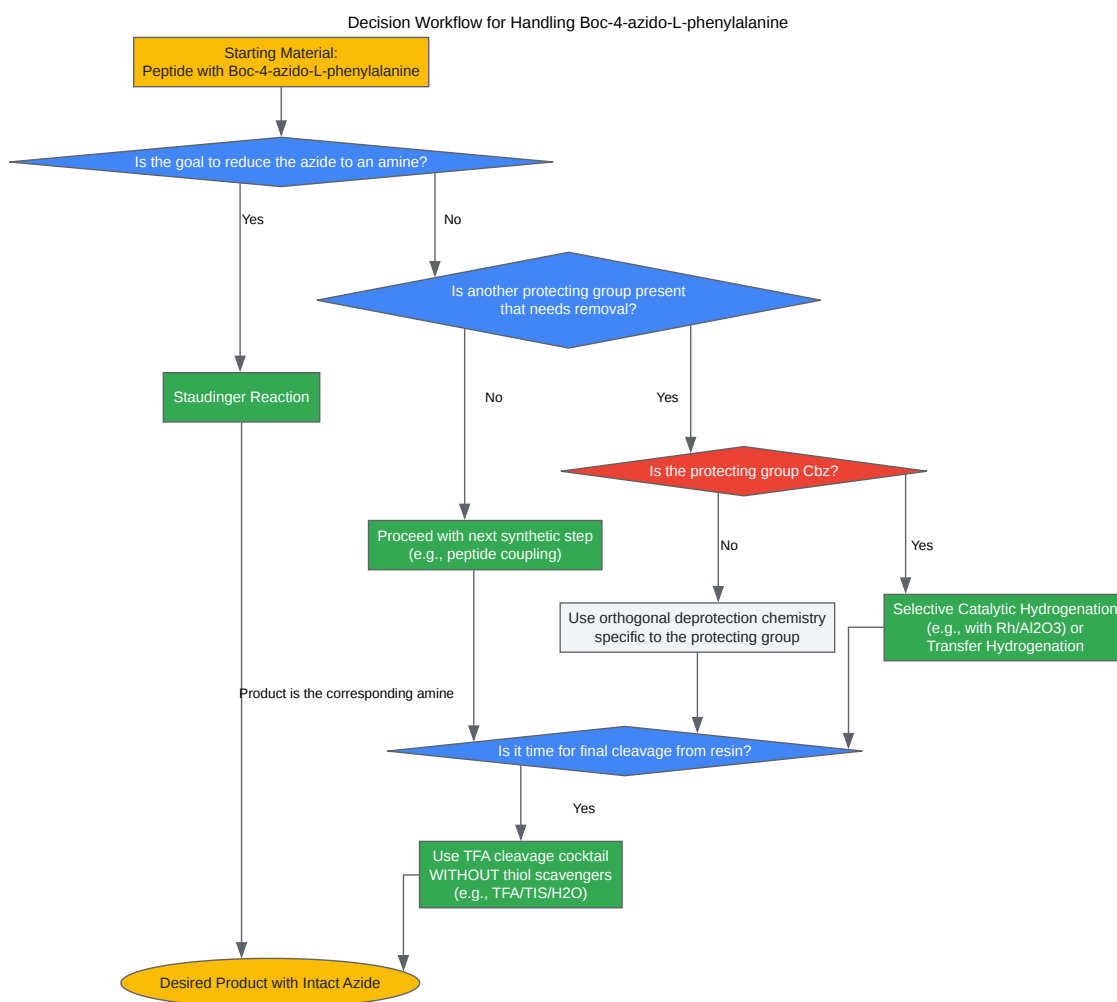 Decision Workflow for Handling Boc-4-azido-L-phenylalanine
Starting Material:
Peptide with Boc-4-azido-L-phenylalanine
Is the goal to reduce the azide to an amine?
Yes
No
Is another protecting group present
that needs removal?
Staudinger Reaction
No
Yes
Is the protecting group Cbz?
Proceed with next synthetic step
(e.g., peptide coupling)
No
Yes
Use orthogonal deprotection chemistry
specific to the protecting group
Selective Catalytic Hydrogenation
(e.g., with Rh/Al2O3) or
Transfer Hydrogenation
Product is the corresponding amine
Is it time for final cleavage from resin?
Yes
Use TFA cleavage cocktail
WITHOUT thiol scavengers
(e.g., TFA/TIS/H2O)
Desired Product with Intact Azide